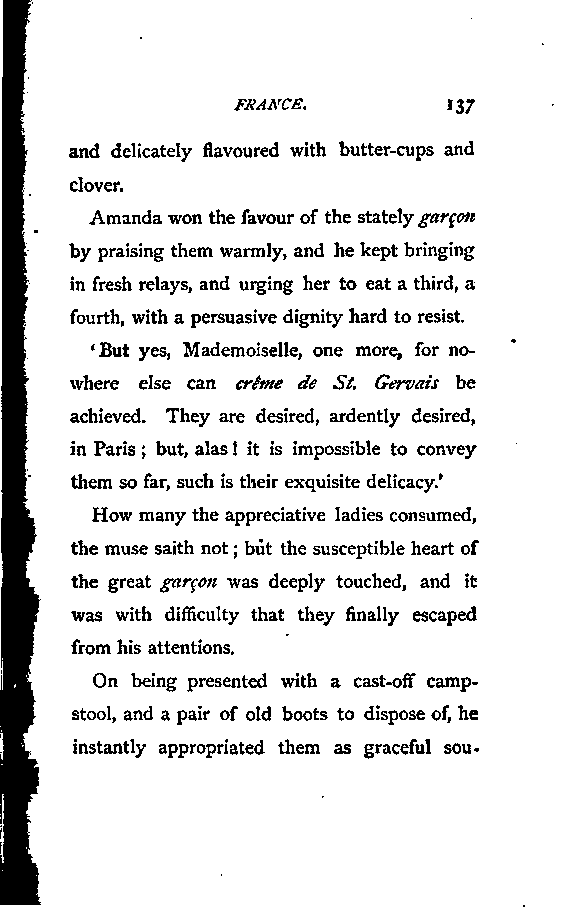 FRANCE. 137
and delicately flavoured with butter-cups and
clover.
Amanda won the favour of the stately garçon
by praising them warmly, and he kept bringing
in fresh relays, and urging her to eat a third, a
fourth, with a persuasive dignity hard to resist.
‘But yes, Mademoiselle, one more, for no-
where else can crême de St. Gervais be
achieved. They are desired, ardently desired,
in Paris ; but, alas ! it is impossible to convey
them so far, such is their exquisite delicacy.’
How many the appreciative ladies consumed,
the muse saith not ; but the susceptible heart of
the great garçon was deeply touched, and it
was with difficulty that they finally escaped
from his attentions.
On being presented with a cast-off camp-
stool, and a pair of old boots to dispose of, he
instantly appropriated them as graceful sou-